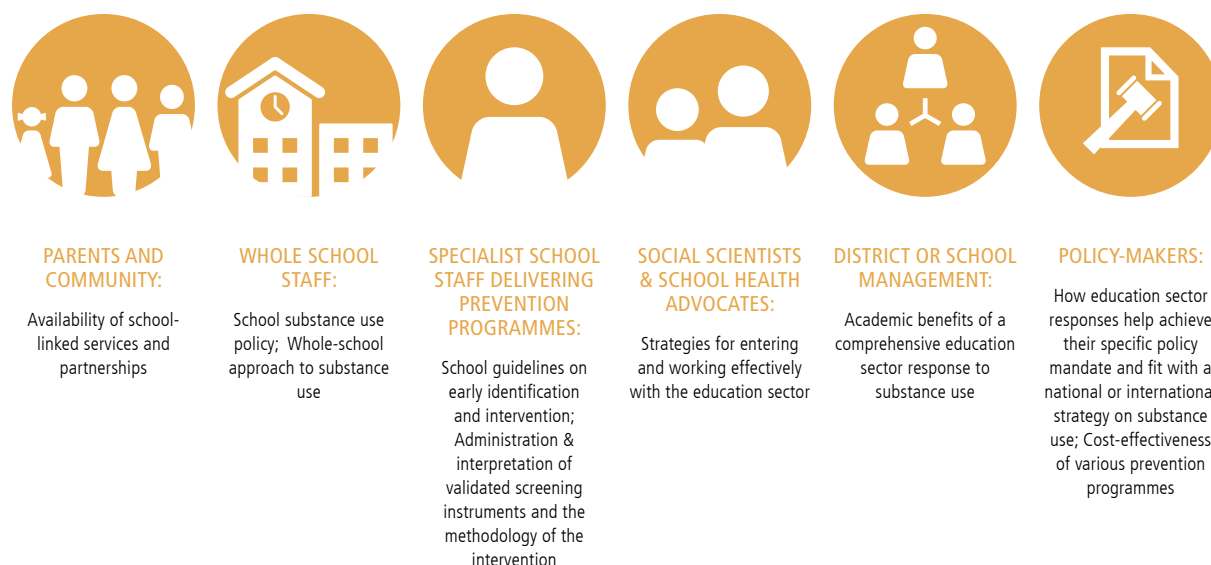 PARENTS AND
COMMUNITY:
Availability of school-
linked services and
partnerships
WHOLE SCHOOL
STAFF:
School substance use
policy; Whole-school
approach to substance
use
SPECIALIST SCHOOL
STAFF DELIVERING
PREVENTION
PROGRAMMES:
School guidelines on
early identification
and intervention;
Administration &
interpretation of
validated screening
instruments and the
methodology of the
intervention
SOCIAL SCIENTISTS
& SCHOOL HEALTH
ADVOCATES:
Strategies for entering
and working effectively
with the education sector
DISTRICT OR SCHOOL
MANAGEMENT:
Academic benefits of a
comprehensive education
sector response to
substance use
POLICY-MAKERS:
How education sector
responses help achieve
their specific policy
mandate and fit with a
national or internationa
strategy on substance
use; Cost-effectiveness
of various prevention
programmes